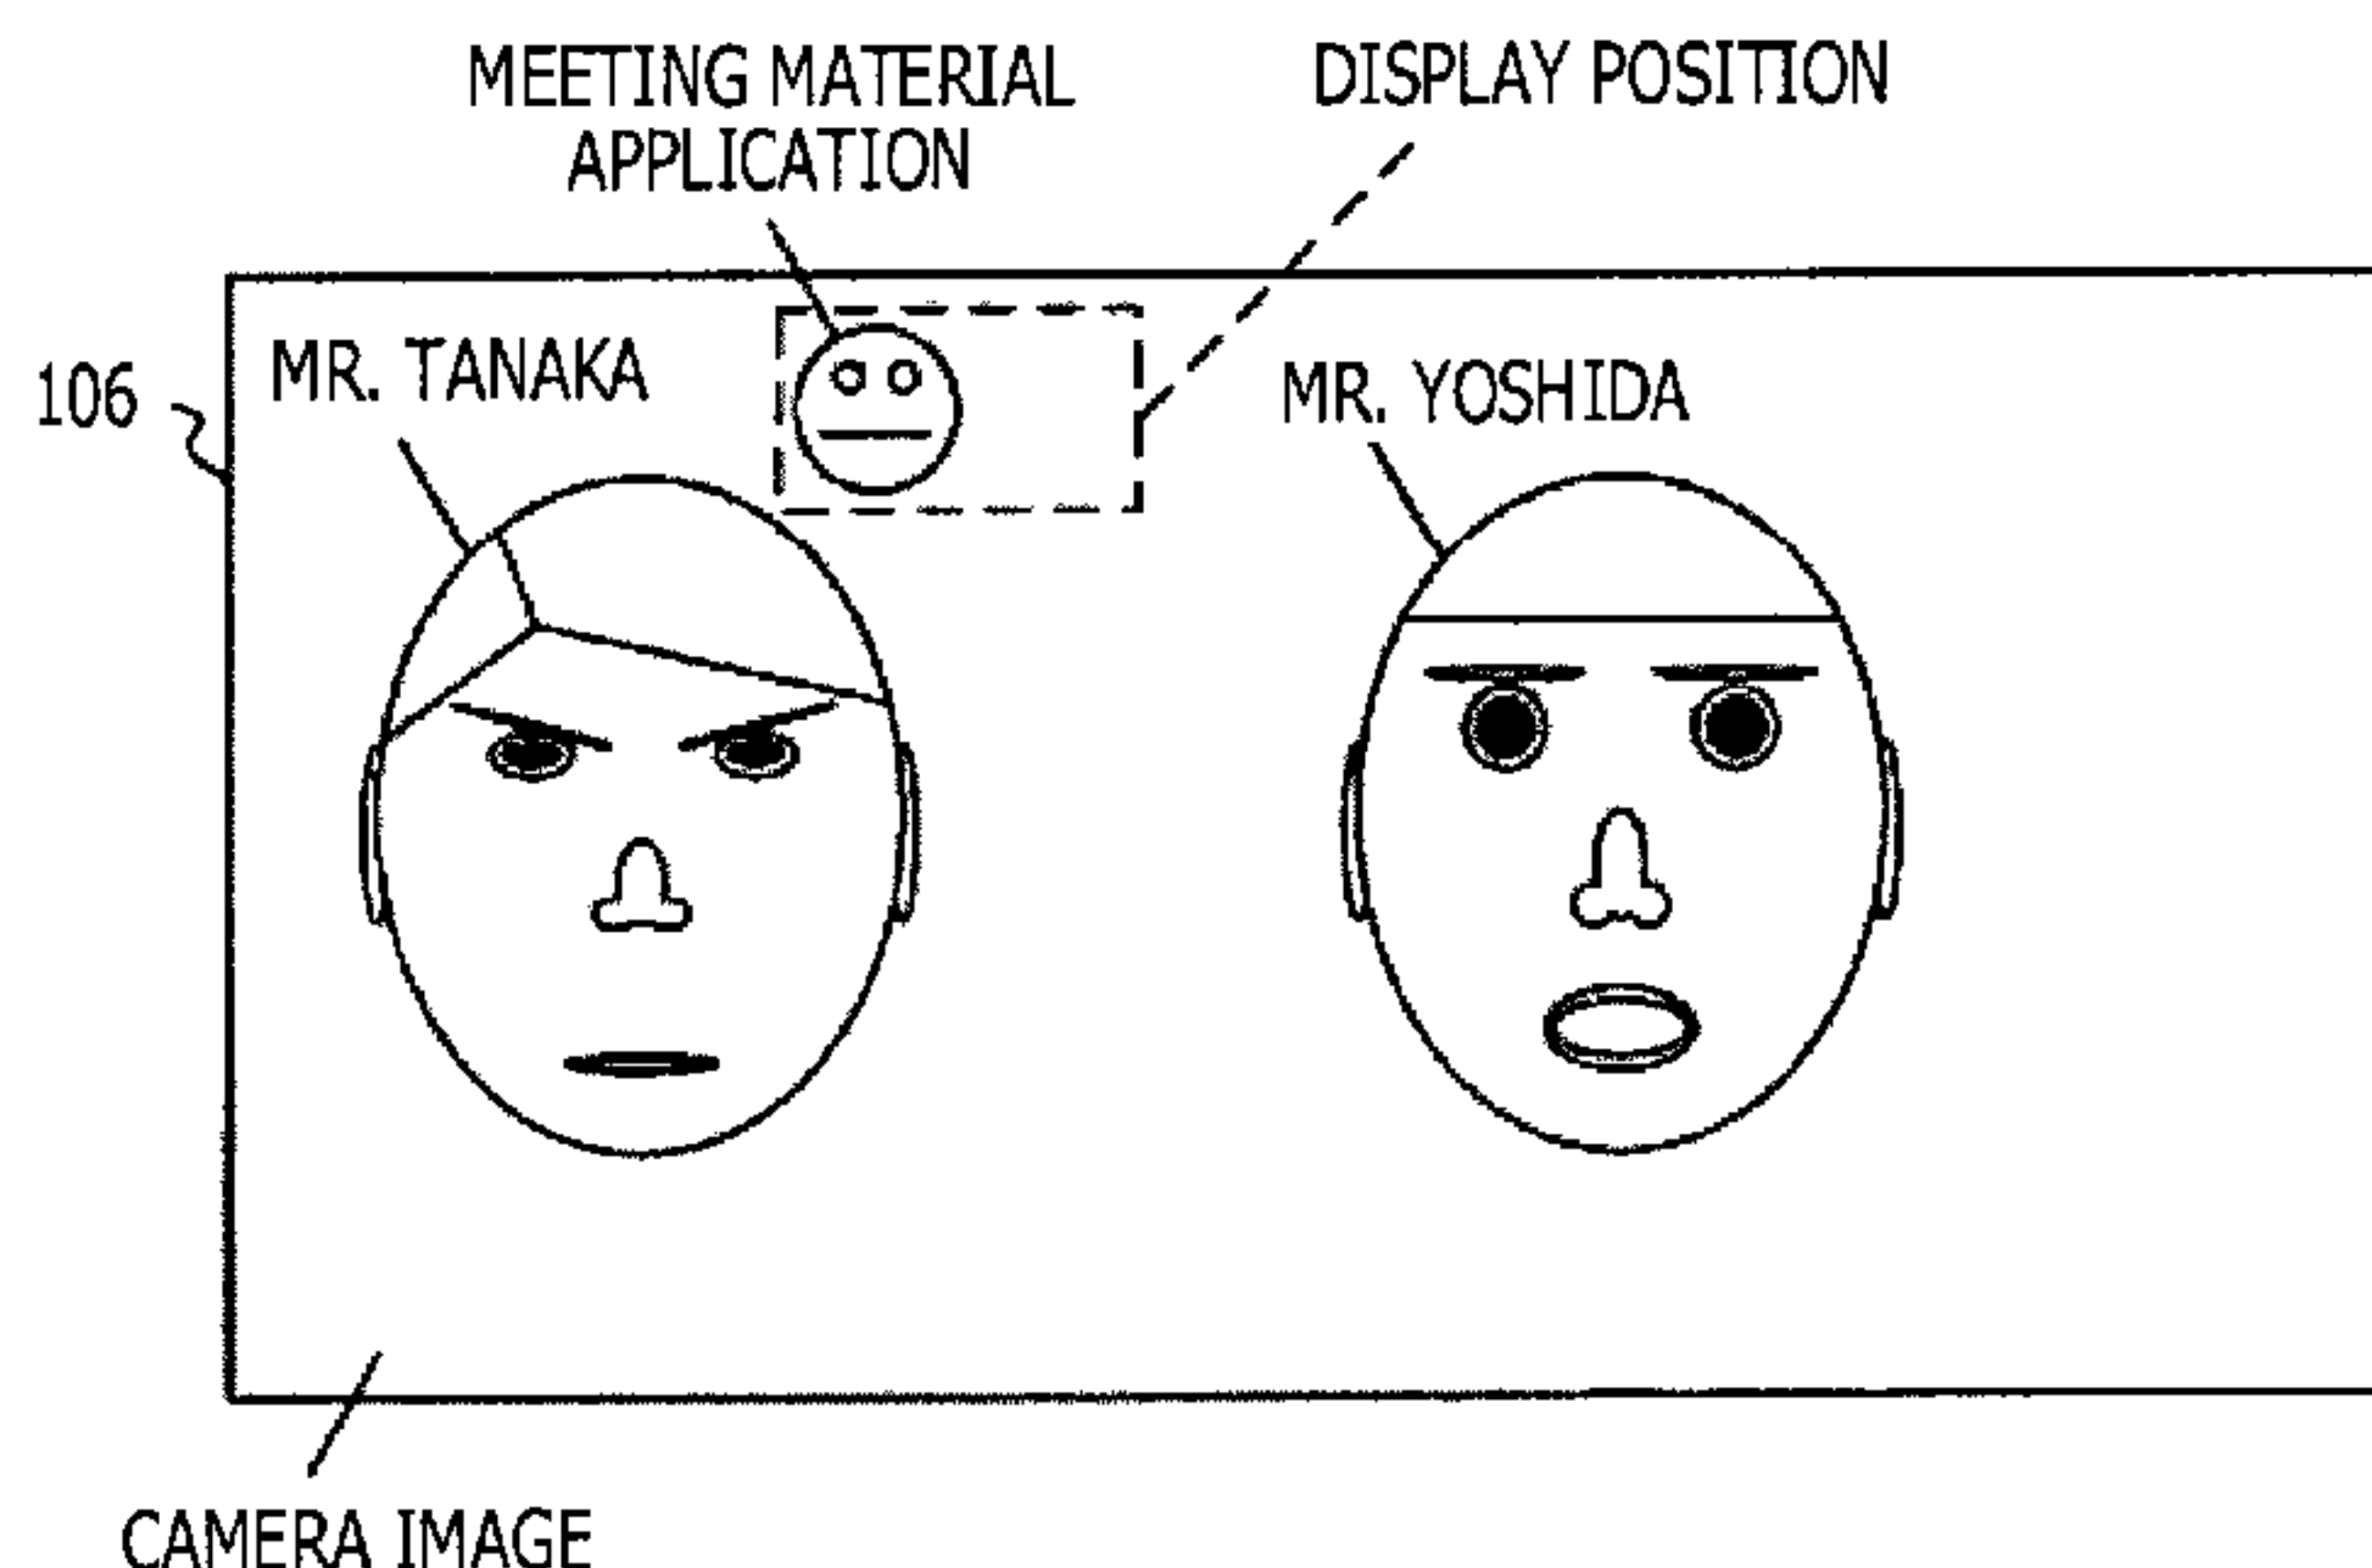 MEETING MATERIAL
APPLICATION
DISPLAY POSITION
106
MR. TANAKA
MR. YOSHIDA
CAMERA IMAGE